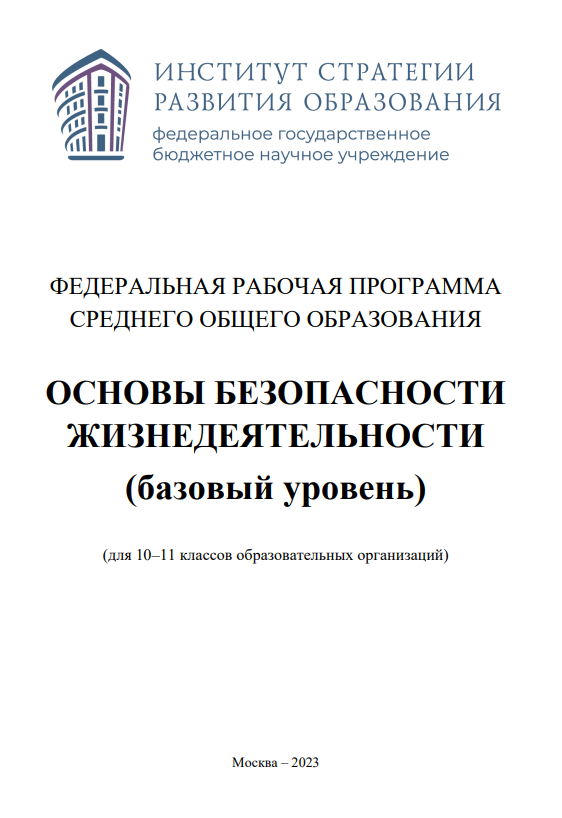 ИНСТИТУТ СТРАТЕГИИ
РАЗВИТИЯ ОБРАЗОВАНИЯ
федеральное государственное
бюджетное научное учреждение
ФЕДЕРАЛЬНАЯ РАБОЧАЯ ПРОГРАММА
СРЕДНЕГО ОБЩЕГО ОБРАЗОВАНИЯ
ОСНОВЫ БЕЗОПАСНОСТИ
ЖИЗНЕДЕЯТЕЛЬНОСТИ
(базовый уровень)
(для 10–11 классов образовательных организаций)
Москва – 2023